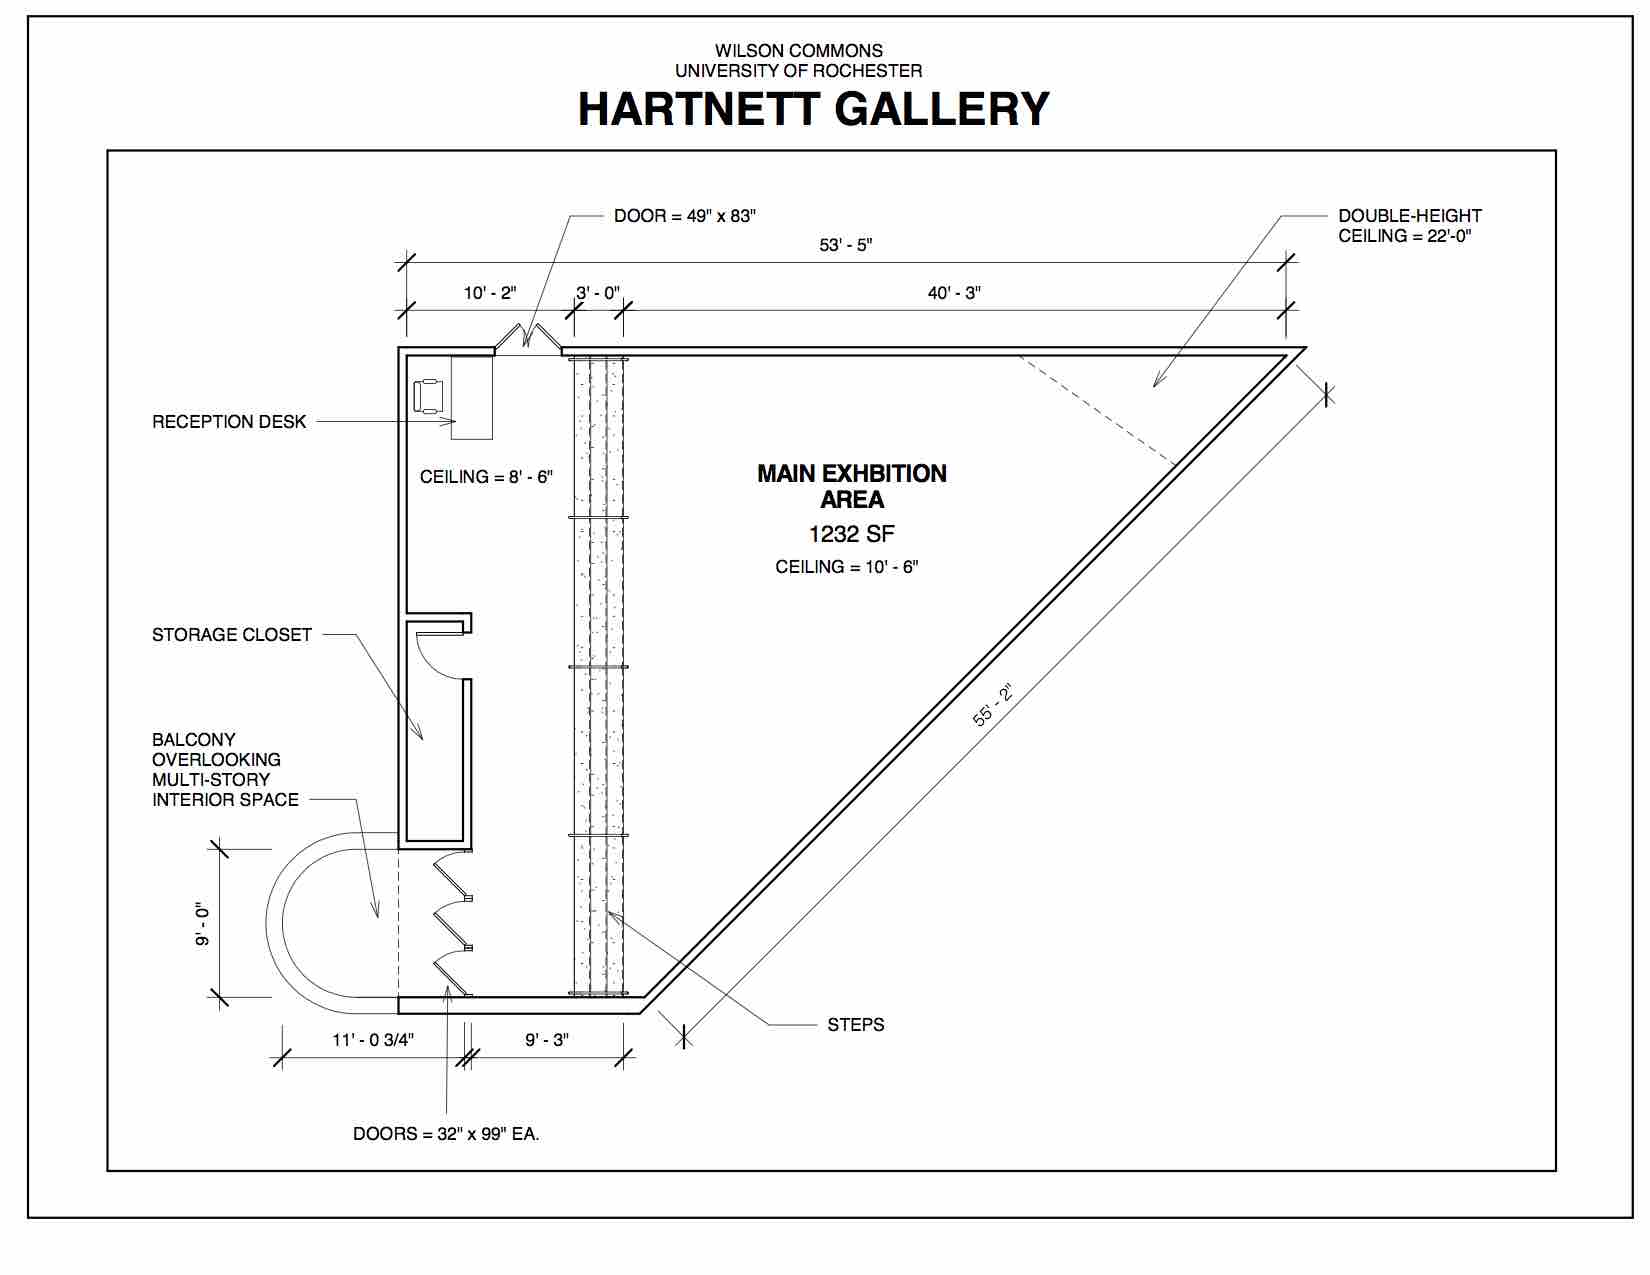 WILSON COMMONS
UNIVERSITY OF ROCHESTER
HARTNETT GALLERY
DOOR = 49" x 83"
DOUBLE-HEIGHT
CEILING = 22'-0"
53' - 5"
10' - 2"
3' - 0"
40' - 3"
RECEPTION DESK
CEILING = 8' - 6"
MAIN EXHBITION
AREA
1232 SF
CEILING = 10' - 6"
STORAGE CLOSET
55' - 2"
BALCONY
OVERLOOKING
MULTI-STORY
INTERIOR SPACE
9' - 0"
STEPS
11' - 0 3/4"
9' - 3"
DOORS = 32" x 99" EA.